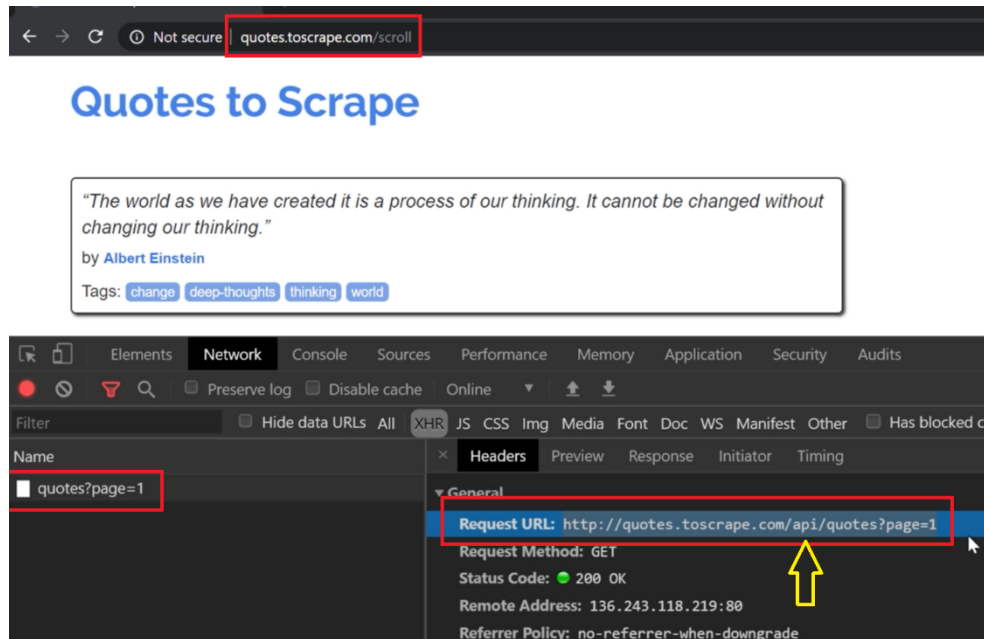 Not secure quotes.toscrape.com/scroll
Quotes to Scrape
“The world as we have created it is a process of our thinking. It cannot be changed without
changing our thinking.”
by Albert Einstein
Tags: change deep-thoughts thinking world
Elements Network Console Sources Performance Memory Application Security Audits
Preserve log Disable cache Online
Filter Hide data URLs All XHR JS CSS Img Media Font Doc WS Manifest Other Has blocked c
Name × Headers Preview Response Initiator Timing
quotes?page=1
General
Request URL: http://quotes.toscrape.com/api/quotes?page=1
Request Method: GET
Status Code: 200 OK
Remote Address: 136.243.118.219:80
Referrer Policy: no-referrer-when-downgrade